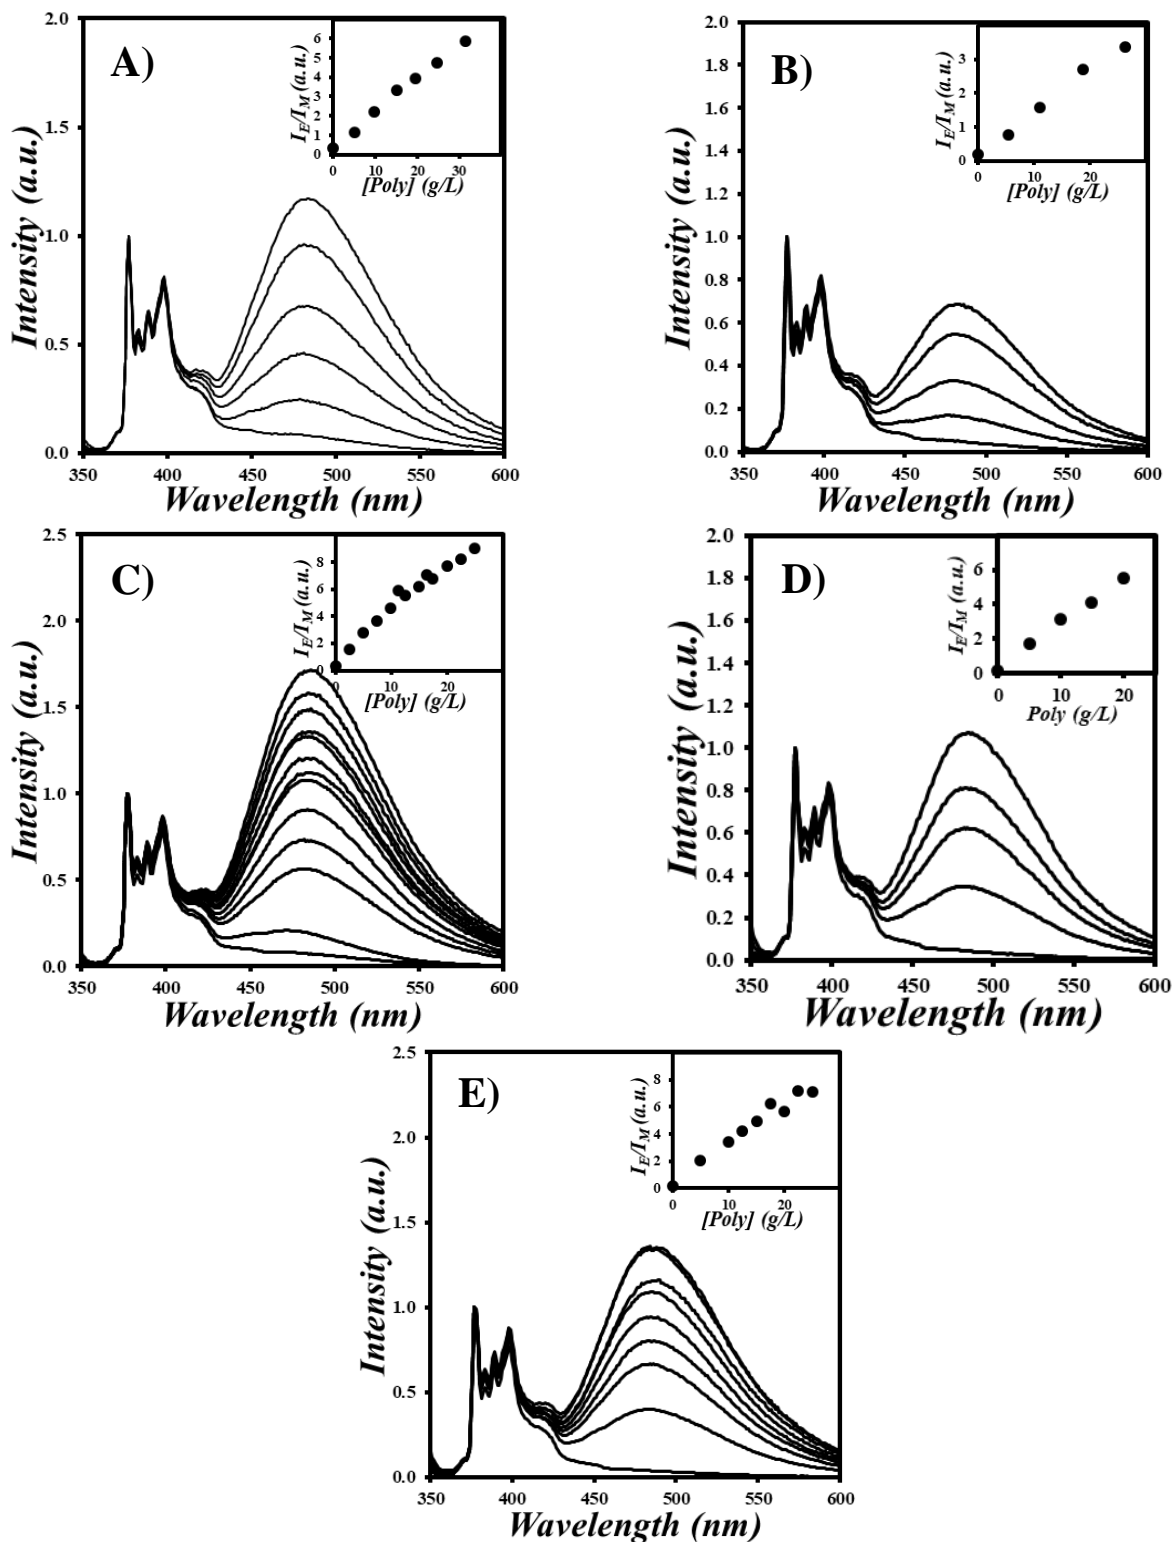 A)
2.0
1.5
1.0
0.5
0.0
350 400 450 500 550 600
Intensity (a.u.)
Wavelength (nm)
6
5
4
3
2
1
0
0 10 20 30
I_E/I_M (a.u.)
[Poly] (g/L)
B)
2.0
1.8
1.6
1.4
1.2
1.0
0.8
0.6
0.4
0.2
0.0
350 400 450 500 550 600
Intensity (a.u.)
Wavelength (nm)
3
2
1
0
0 10 20
I_E/I_M (a.u.)
[Poly] (g/L)
C)
2.5
2.0
1.5
1.0
0.5
0.0
350 400 450 500 550 600
Intensity (a.u.)
Wavelength (nm)
8
6
4
2
0
0 10 20
I_E/I_M (a.u.)
[Poly] (g/L)
D)
2.0
1.8
1.6
1.4
1.2
1.0
0.8
0.6
0.4
0.2
0.0
350 400 450 500 550 600
Intensity (a.u.)
Wavelength (nm)
6
4
2
0
0 10 20
I_E/I_M (a.u.)
Poly (g/L)
E)
2.5
2.0
1.5
1.0
0.5
0.0
350 400 450 500 550 600
Intensity (a.u.)
Wavelength (nm)
8
6
4
2
0
0 10 20
I_E/I_M (a.u.)
[Poly] (g/L)